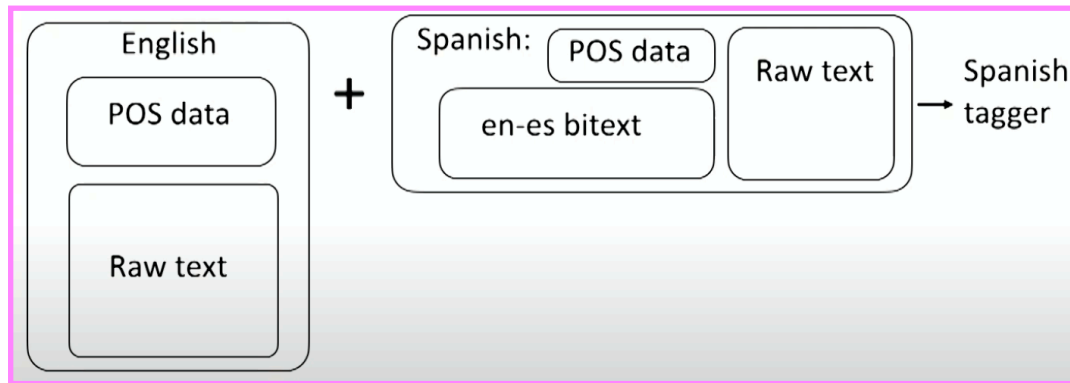 English
POS data
Raw text
+
Spanish:
POS data
en-es bitext
Raw text
Spanish
tagger